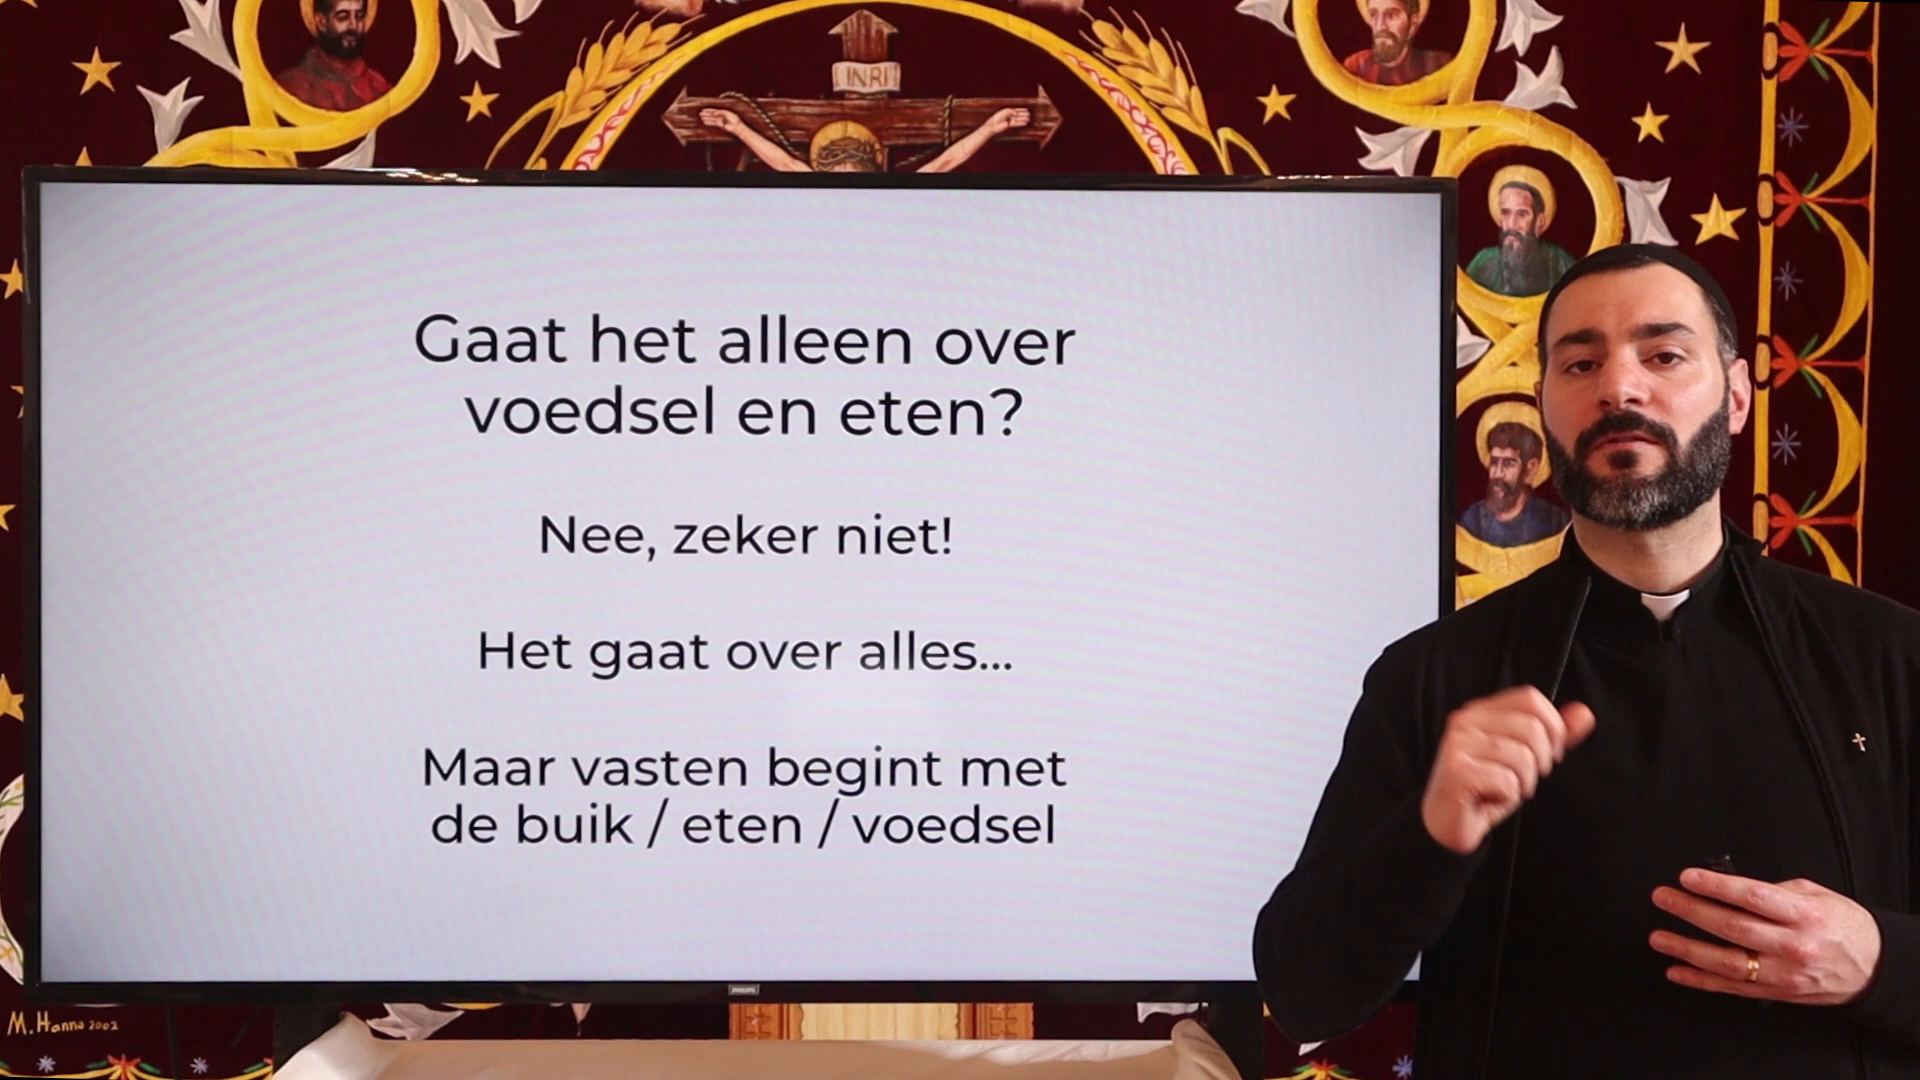 INRI
Gaat het alleen over
voedsel en eten?
Nee, zeker niet!
Het gaat over alles...
Maar vasten begint met
de buik / eten / voedsel
PHILIPS
M. Hanna 2002